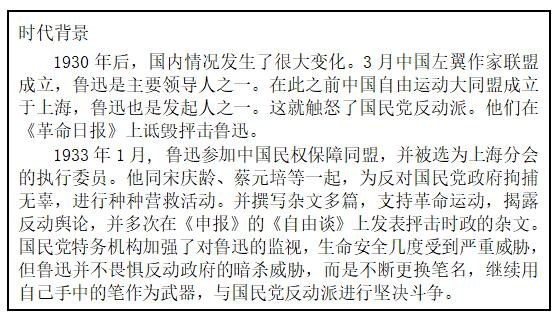 时代背景
1930 年后，国内情况发生了很大变化。3 月中国左翼作家联盟
成立，鲁迅是主要领导人之一。在此之前中国自由运动大同盟成立
于上海，鲁迅也是发起人之一。这就触怒了国民党反动派。他们在
《革命日报》上诋毁抨击鲁迅。
1933 年 1 月, 鲁迅参加中国民权保障同盟，并被选为上海分会
的执行委员。他同宋庆龄、蔡元培等一起，为反对国民党政府拘捕
无辜，进行种种营救活动。并撰写杂文多篇，支持革命运动，揭露
反动舆论，并多次在《申报》的《自由谈》上发表抨击时政的杂文。
国民党特务机构加强了对鲁迅的监视，生命安全几度受到严重威胁，
但鲁迅并不畏惧反动政府的暗杀威胁，而是不断更换笔名，继续用
自己手中的笔作为武器，与国民党反动派进行坚决斗争。